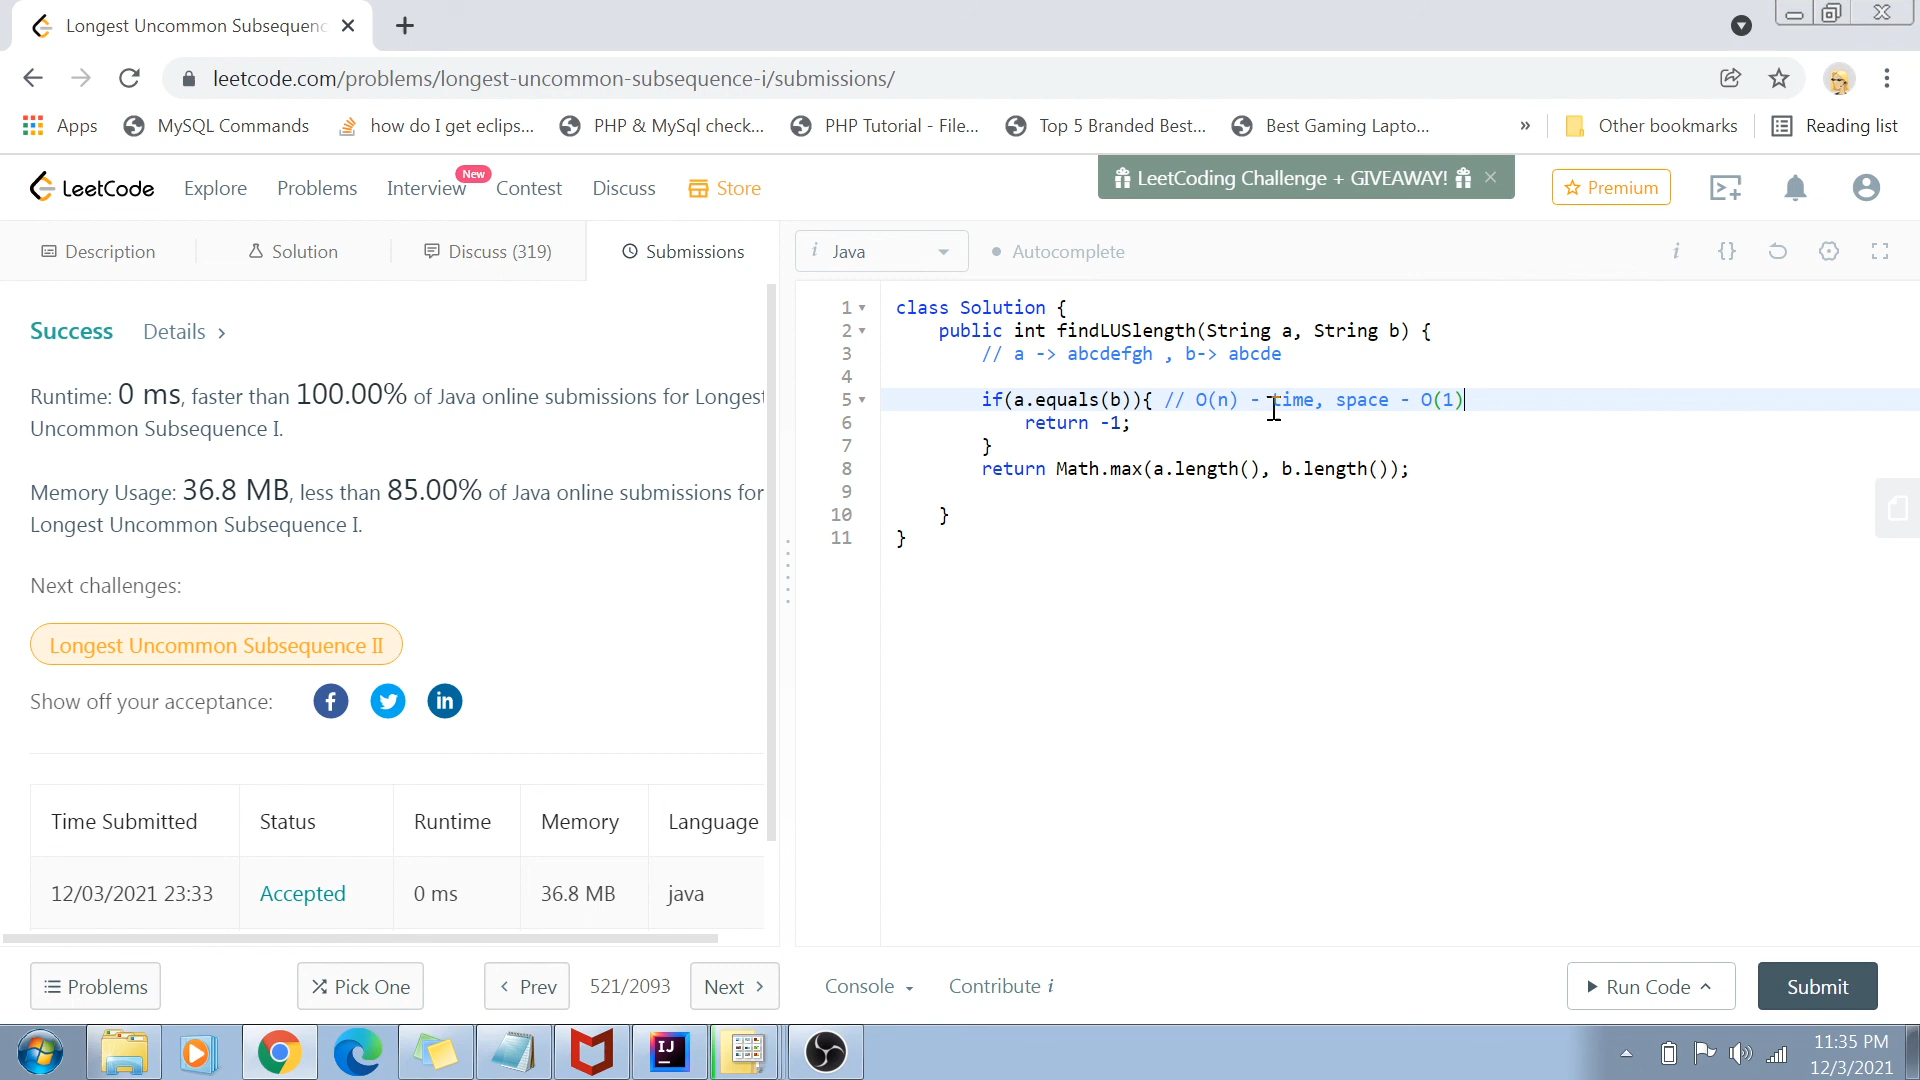 Longest Uncommon Subsequenc
leetcode.com/problems/longest-uncommon-subsequence-i/submissions/
Apps
MySQL Commands
how do I get eclips...
PHP & MySql check...
PHP Tutorial - File...
Top 5 Branded Best...
Best Gaming Lapto...
»
Other bookmarks
Reading list
LeetCode
Explore
Problems
Interview
New
Contest
Discuss
Store
LeetCoding Challenge + GIVEAWAY!
Premium
Description
Solution
Discuss (319)
Submissions
i Java
Autocomplete
i
{}
Success
Details >
Runtime: 0 ms, faster than 100.00% of Java online submissions for Longest
Uncommon Subsequence I.
Memory Usage: 36.8 MB, less than 85.00% of Java online submissions for
Longest Uncommon Subsequence I.
Next challenges:
Longest Uncommon Subsequence II
Show off your acceptance:
Time Submitted
Status
Runtime
Memory
Language
12/03/2021 23:33
Accepted
0 ms
36.8 MB
java
1 class Solution {
2 public int findLUSlength(String a, String b) {
3 // a -> abcdefgh , b-> abcde
4
5 if(a.equals(b)){ // O(n) - time, space - O(1)
6 return -1;
7 }
8 return Math.max(a.length(), b.length());
9
10 }
11 }
Problems
Pick One
< Prev
521/2093
Next >
Console
Contribute i
Run Code
Submit
IJ
11:35 PM
12/3/2021